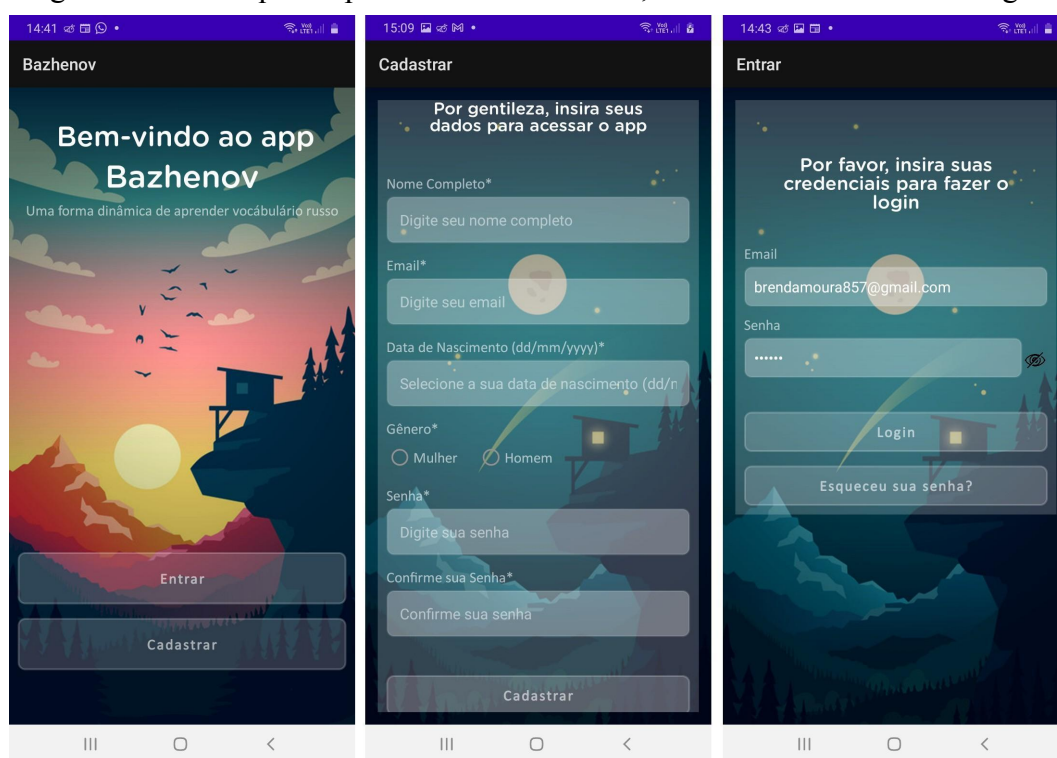 14:41
Bazhenov
Bem-vindo ao app
Bazhenov
Uma forma dinâmica de aprender vocábulário russo
Entrar
Cadastrar
15:09
Cadastrar
Por gentileza, insira seus
dados para acessar o app
Nome Completo*
Digite seu nome completo
Email*
Digite seu email
Data de Nascimento (dd/mm/yyyy)*
Selecione a sua data de nascimento (dd/n
Gênero*
Mulher Homem
Senha*
Digite sua senha
Confirme sua Senha*
Confirme sua senha
Cadastrar
14:43
Entrar
Por favor, insira suas
credenciais para fazer o
login
Email
brendamoura857@gmail.com
Senha
••••••
Login
Esqueceu sua senha?